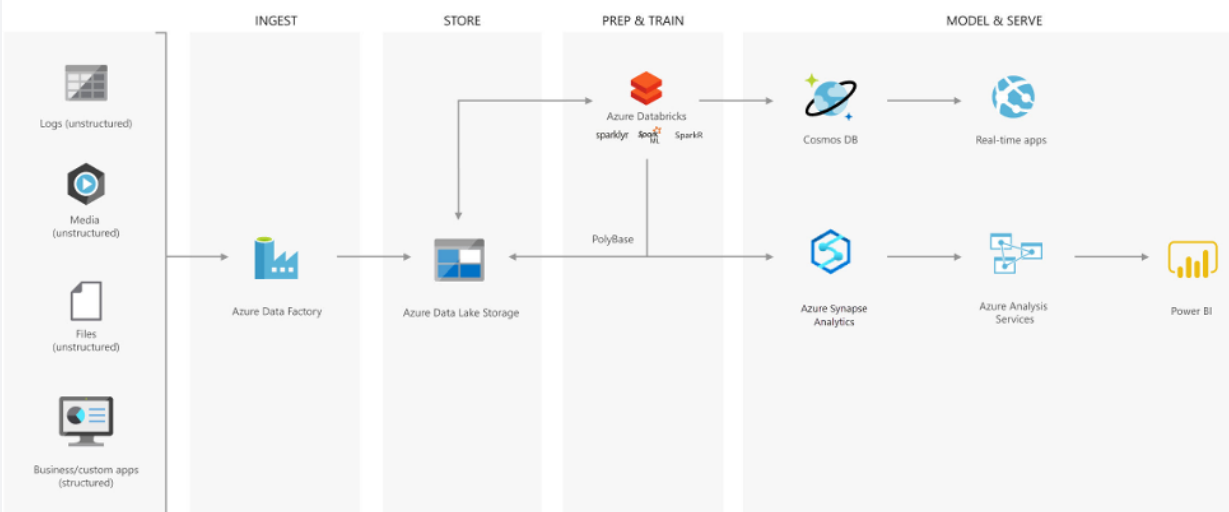 INGEST
STORE
PREP & TRAIN
MODEL & SERVE
Logs (unstructured)
Media
(unstructured)
Files
(unstructured)
Business/custom apps
(structured)
Azure Data Factory
Azure Data Lake Storage
Azure Databricks
sparklyr
Spark
ML
SparkR
PolyBase
Cosmos DB
Real-time apps
Azure Synapse
Analytics
Azure Analysis
Services
Power BI